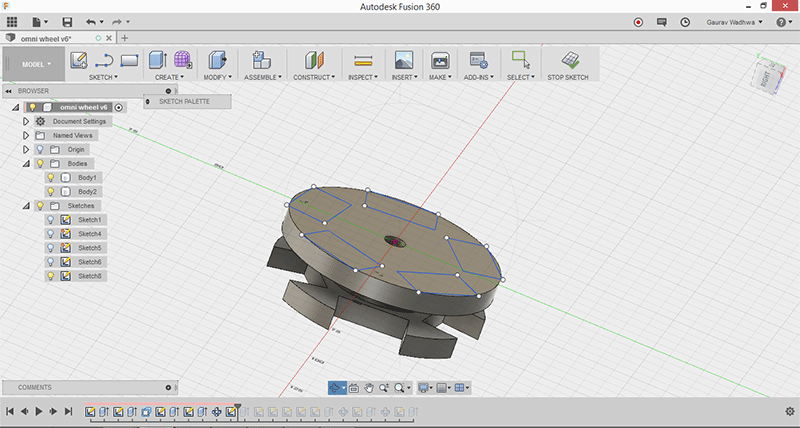 Autodesk Fusion 360
Gaurav Wadhwa
omni wheel v6*
MODEL
SKETCH
CREATE
MODIFY
ASSEMBLE
CONSTRUCT
INSPECT
INSERT
MAKE
ADD-INS
SELECT
STOP SKETCH
BROWSER
SKETCH PALETTE
omni wheel v6
Document Settings
Named Views
Origin
Bodies
Body1
Body2
Sketches
Sketch1
Sketch4
Sketch5
Sketch6
Sketch8
RIGHT
COMMENTS